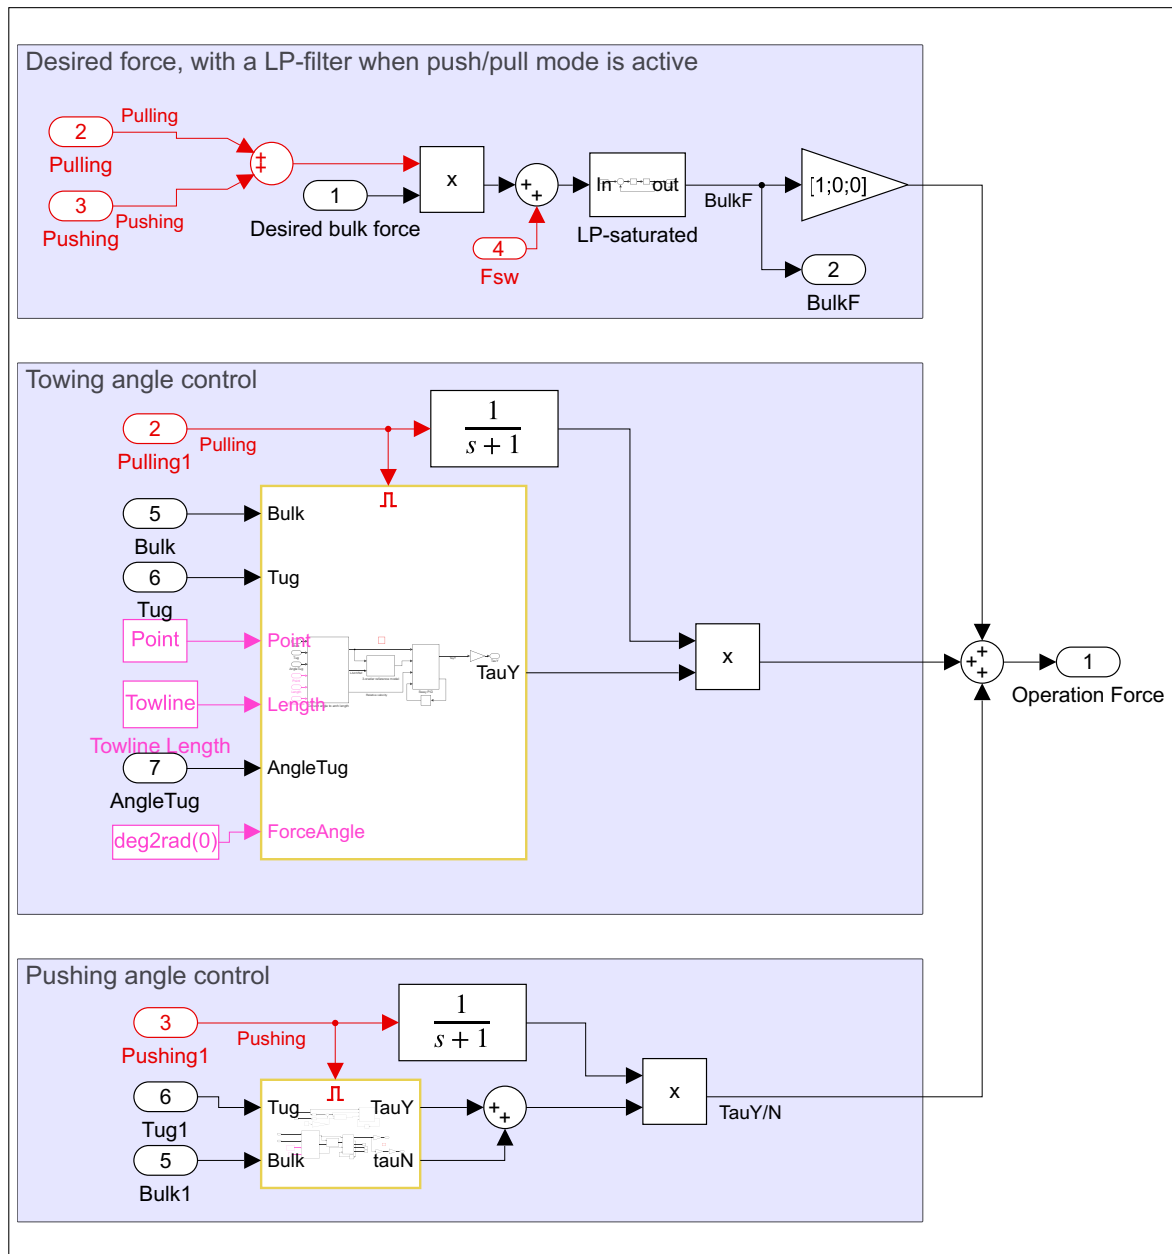 Desired force, with a LP-filter when push/pull mode is active
Pulling
2
Pulling
3
Pushing
Pushing
1
Desired bulk force
x
4
Fsw
In out
LP-saturated
BulkF
[1;0;0]
2
BulkF
Towing angle control
2
Pulling1
Pulling
1
s + 1
5
Bulk
Bulk
6
Tug
Tug
Point
Point
Towline
Towline Length
Length
7
AngleTug
AngleTug
deg2rad(0)
ForceAngle
TauY
x
1
Operation Force
Pushing angle control
3
Pushing1
Pushing
1
s + 1
6
Tug1
Tug
5
Bulk1
Bulk
TauY
tauN
x
TauY/N